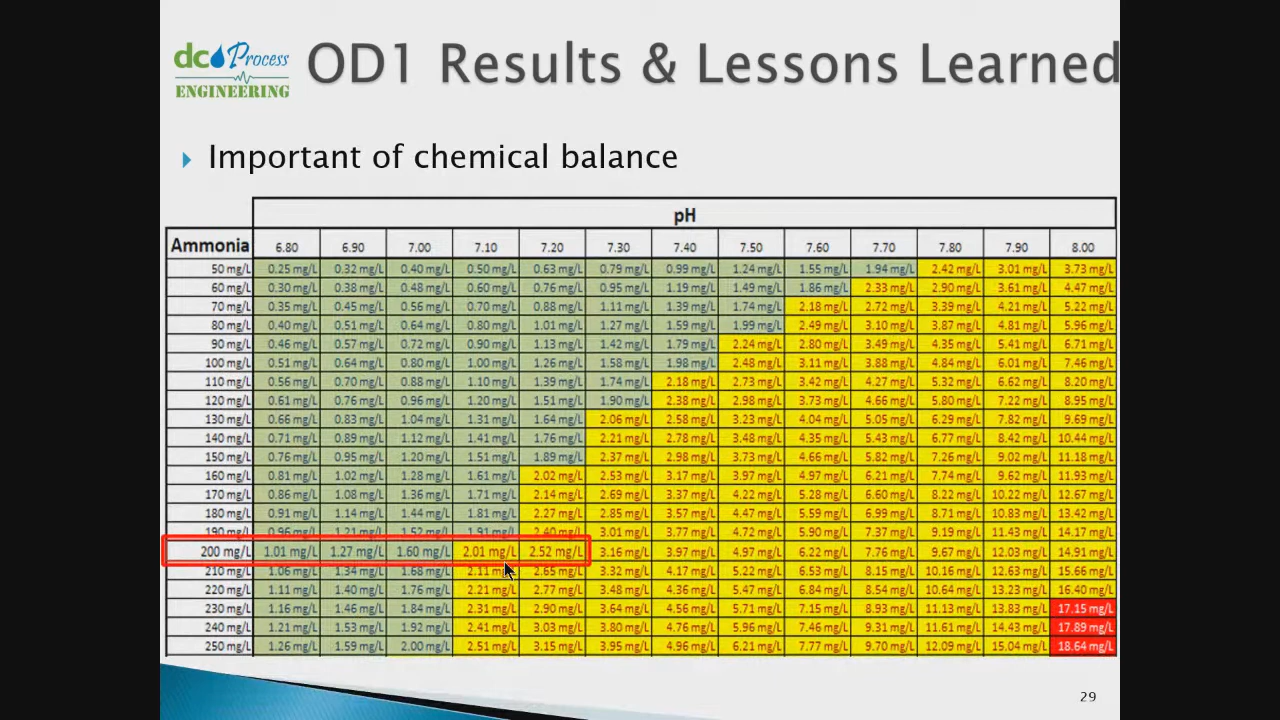 dc Process
ENGINEERING
OD1 Results & Lessons Learned
Important of chemical balance
pH
Ammonia 6.80 6.90 7.00 7.10 7.20 7.30 7.40 7.50 7.60 7.70 7.80 7.90 8.00
50 mg/L 0.25 mg/L 0.32 mg/L 0.40 mg/L 0.50 mg/L 0.63 mg/L 0.79 mg/L 0.99 mg/L 1.24 mg/L 1.55 mg/L 1.94 mg/L 2.42 mg/L 3.01 mg/L 3.73 mg/L
60 mg/L 0.30 mg/L 0.38 mg/L 0.48 mg/L 0.60 mg/L 0.76 mg/L 0.95 mg/L 1.19 mg/L 1.49 mg/L 1.86 mg/L 2.33 mg/L 2.90 mg/L 3.61 mg/L 4.47 mg/L
70 mg/L 0.35 mg/L 0.45 mg/L 0.56 mg/L 0.70 mg/L 0.88 mg/L 1.11 mg/L 1.39 mg/L 1.74 mg/L 2.18 mg/L 2.72 mg/L 3.39 mg/L 4.21 mg/L 5.22 mg/L
80 mg/L 0.40 mg/L 0.51 mg/L 0.64 mg/L 0.80 mg/L 1.01 mg/L 1.27 mg/L 1.59 mg/L 1.99 mg/L 2.49 mg/L 3.10 mg/L 3.87 mg/L 4.81 mg/L 5.96 mg/L
90 mg/L 0.46 mg/L 0.57 mg/L 0.72 mg/L 0.90 mg/L 1.13 mg/L 1.42 mg/L 1.79 mg/L 2.24 mg/L 2.80 mg/L 3.49 mg/L 4.35 mg/L 5.41 mg/L 6.71 mg/L
100 mg/L 0.51 mg/L 0.64 mg/L 0.80 mg/L 1.00 mg/L 1.26 mg/L 1.58 mg/L 1.98 mg/L 2.48 mg/L 3.11 mg/L 3.88 mg/L 4.84 mg/L 6.01 mg/L 7.46 mg/L
110 mg/L 0.56 mg/L 0.70 mg/L 0.88 mg/L 1.10 mg/L 1.39 mg/L 1.74 mg/L 2.18 mg/L 2.73 mg/L 3.42 mg/L 4.27 mg/L 5.32 mg/L 6.62 mg/L 8.20 mg/L
120 mg/L 0.61 mg/L 0.76 mg/L 0.96 mg/L 1.20 mg/L 1.51 mg/L 1.90 mg/L 2.38 mg/L 2.98 mg/L 3.73 mg/L 4.66 mg/L 5.80 mg/L 7.22 mg/L 8.95 mg/L
130 mg/L 0.66 mg/L 0.83 mg/L 1.04 mg/L 1.31 mg/L 1.64 mg/L 2.06 mg/L 2.58 mg/L 3.23 mg/L 4.04 mg/L 5.05 mg/L 6.29 mg/L 7.82 mg/L 9.69 mg/L
140 mg/L 0.71 mg/L 0.89 mg/L 1.12 mg/L 1.41 mg/L 1.76 mg/L 2.21 mg/L 2.78 mg/L 3.48 mg/L 4.35 mg/L 5.43 mg/L 6.77 mg/L 8.42 mg/L 10.44 mg/L
150 mg/L 0.76 mg/L 0.95 mg/L 1.20 mg/L 1.51 mg/L 1.89 mg/L 2.37 mg/L 2.98 mg/L 3.73 mg/L 4.66 mg/L 5.82 mg/L 7.26 mg/L 9.02 mg/L 11.18 mg/L
160 mg/L 0.81 mg/L 1.02 mg/L 1.28 mg/L 1.61 mg/L 2.02 mg/L 2.53 mg/L 3.17 mg/L 3.97 mg/L 4.97 mg/L 6.21 mg/L 7.74 mg/L 9.62 mg/L 11.93 mg/L
170 mg/L 0.86 mg/L 1.08 mg/L 1.36 mg/L 1.71 mg/L 2.14 mg/L 2.69 mg/L 3.37 mg/L 4.22 mg/L 5.28 mg/L 6.60 mg/L 8.22 mg/L 10.22 mg/L 12.67 mg/L
180 mg/L 0.91 mg/L 1.14 mg/L 1.44 mg/L 1.81 mg/L 2.27 mg/L 2.85 mg/L 3.57 mg/L 4.47 mg/L 5.59 mg/L 6.99 mg/L 8.71 mg/L 10.83 mg/L 13.42 mg/L
190 mg/L 0.96 mg/L 1.21 mg/L 1.52 mg/L 1.91 mg/L 2.40 mg/L 3.01 mg/L 3.77 mg/L 4.72 mg/L 5.90 mg/L 7.37 mg/L 9.19 mg/L 11.43 mg/L 14.17 mg/L
200 mg/L 1.01 mg/L 1.27 mg/L 1.60 mg/L 2.01 mg/L 2.52 mg/L 3.16 mg/L 3.97 mg/L 4.97 mg/L 6.22 mg/L 7.76 mg/L 9.67 mg/L 12.03 mg/L 14.91 mg/L
210 mg/L 1.06 mg/L 1.34 mg/L 1.68 mg/L 2.11 mg/L 2.65 mg/L 3.32 mg/L 4.17 mg/L 5.22 mg/L 6.53 mg/L 8.15 mg/L 10.16 mg/L 12.63 mg/L 15.66 mg/L
220 mg/L 1.11 mg/L 1.40 mg/L 1.76 mg/L 2.21 mg/L 2.77 mg/L 3.48 mg/L 4.36 mg/L 5.47 mg/L 6.84 mg/L 8.54 mg/L 10.64 mg/L 13.23 mg/L 16.40 mg/L
230 mg/L 1.16 mg/L 1.46 mg/L 1.84 mg/L 2.31 mg/L 2.90 mg/L 3.64 mg/L 4.56 mg/L 5.71 mg/L 7.15 mg/L 8.93 mg/L 11.13 mg/L 13.83 mg/L 17.15 mg/L
240 mg/L 1.21 mg/L 1.53 mg/L 1.92 mg/L 2.41 mg/L 3.03 mg/L 3.80 mg/L 4.76 mg/L 5.96 mg/L 7.46 mg/L 9.31 mg/L 11.61 mg/L 14.43 mg/L 17.89 mg/L
250 mg/L 1.26 mg/L 1.59 mg/L 2.00 mg/L 2.51 mg/L 3.15 mg/L 3.95 mg/L 4.96 mg/L 6.21 mg/L 7.77 mg/L 9.70 mg/L 12.09 mg/L 15.04 mg/L 18.64 mg/L
29